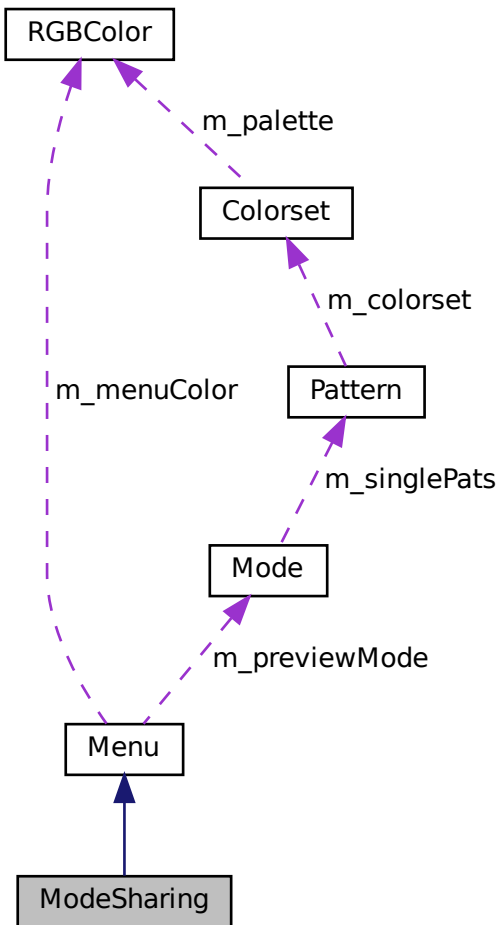 RGBColor
m_palette
Colorset
m_colorset
m_menuColor
Pattern
m_singlePats
Mode
m_previewMode
Menu
ModeSharing